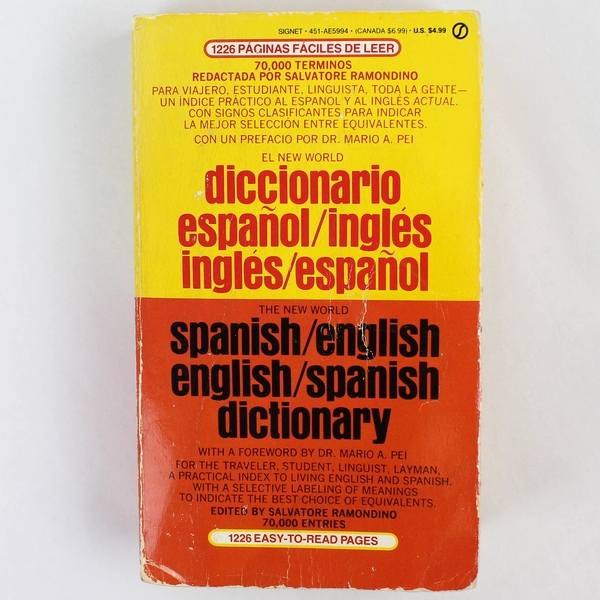 SIGNET • 451-AE5994 • (CANADA $6.99) • U.S. $4.99
1226 PÁGINAS FÁCILES DE LEER
70,000 TERMINOS
REDACTADA POR SALVATORE RAMONDINO
PARA VIAJERO, ESTUDIANTE, LINGUISTA, TODA LA GENTE—
UN ÍNDICE PRÁCTICO AL ESPAÑOL Y AL INGLÉS ACTUAL.
CON SIGNOS CLASIFICANTES PARA INDICAR
LA MEJOR SELECCIÓN ENTRE EQUIVALENTES.
CON UN PREFACIO POR DR. MARIO A. PEI
EL NEW WORLD
diccionario
español/inglés
inglés/español
THE NEW WORLD
spanish/english
english/spanish
dictionary
WITH A FOREWORD BY DR. MARIO A. PEI
FOR THE TRAVELER, STUDENT, LINGUIST, LAYMAN,
A PRACTICAL INDEX TO LIVING ENGLISH AND SPANISH.
WITH A SELECTIVE LABELING OF MEANINGS
TO INDICATE THE BEST CHOICE OF EQUIVALENTS.
EDITED BY SALVATORE RAMONDINO
70,000 ENTRIES
1226 EASY-TO-READ PAGES